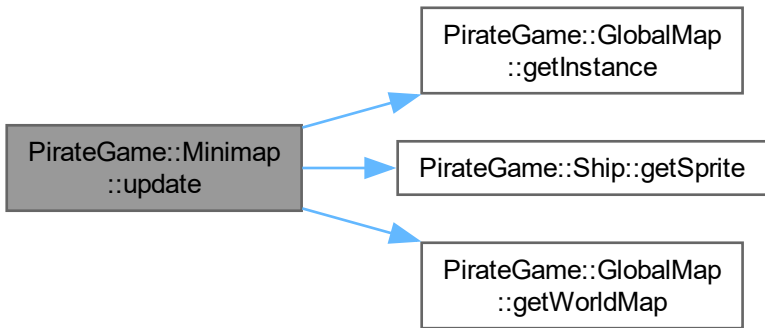 PirateGame::GlobalMap
::getInstance
PirateGame::Minimap
::update
PirateGame::Ship::getSprite
PirateGame::GlobalMap
::getWorldMap